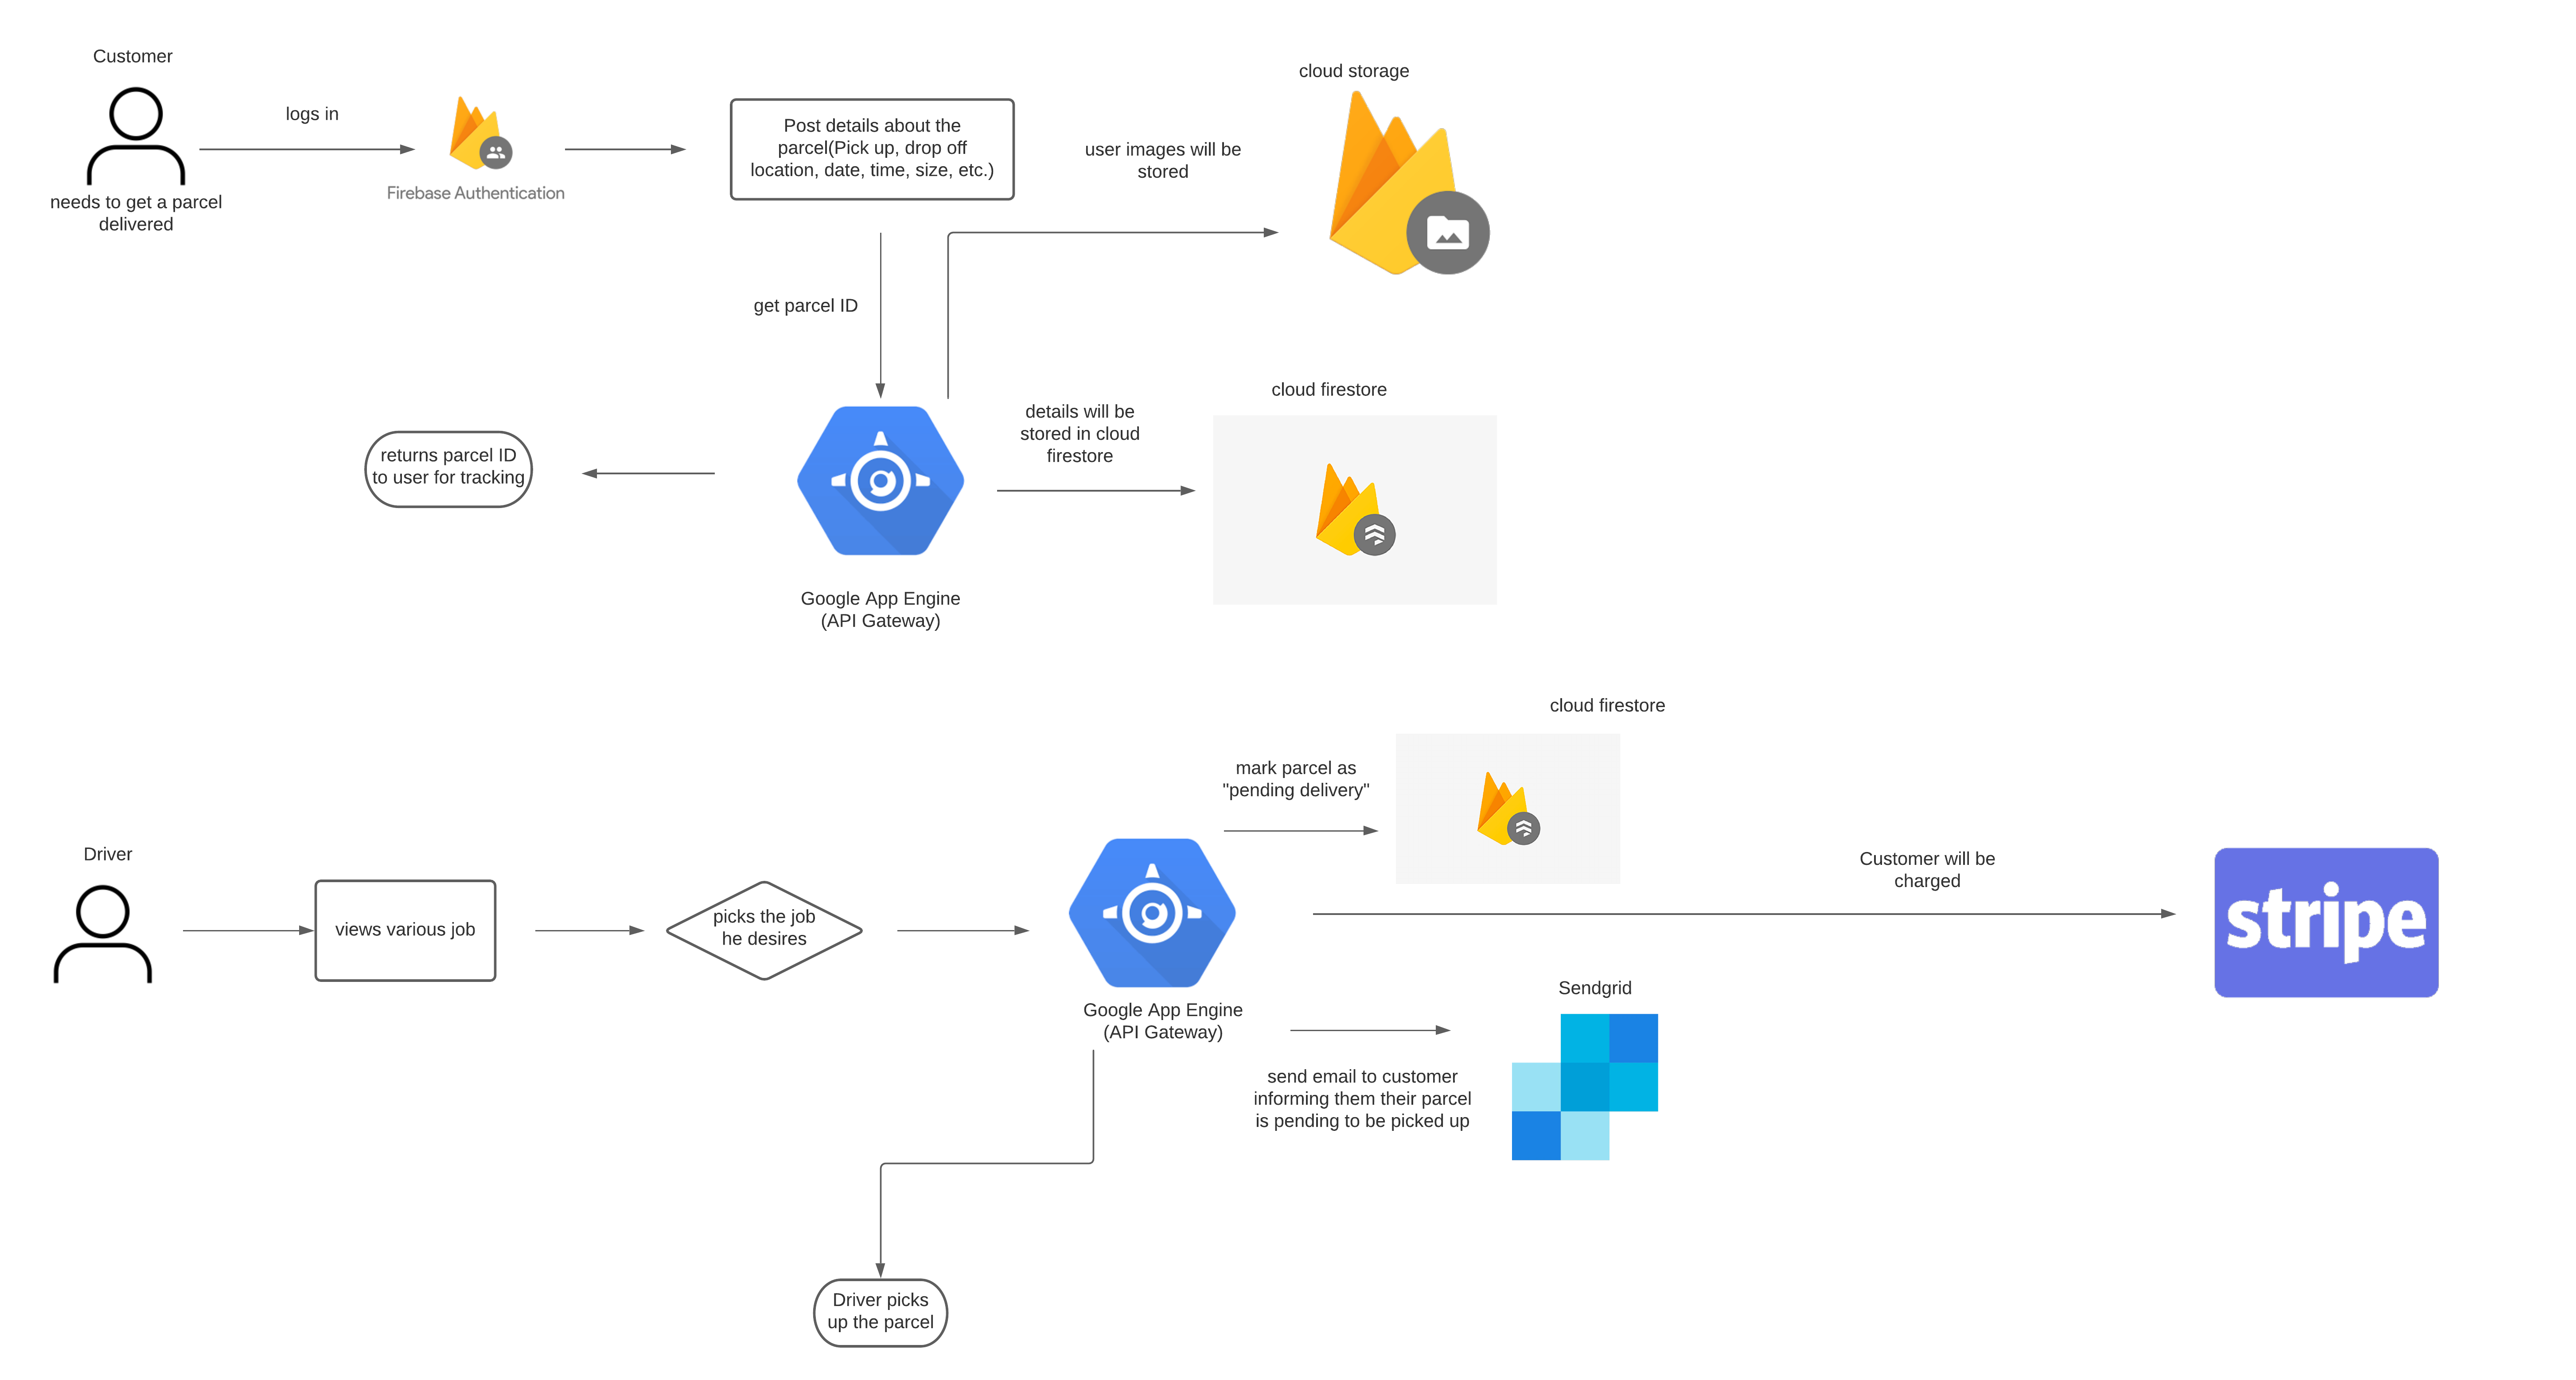 Customer
logs in
Firebase Authentication
needs to get a parcel
delivered
Post details about the
parcel(Pick up, drop off
location, date, time, size, etc.)
cloud storage
user images will be
stored
get parcel ID
returns parcel ID
to user for tracking
Google App Engine
(API Gateway)
details will be
stored in cloud
firestore
cloud firestore
Driver
views various job
picks the job
he desires
Google App Engine
(API Gateway)
mark parcel as
"pending delivery"
cloud firestore
Customer will be
charged
stripe
Sendgrid
send email to customer
informing them their parcel
is pending to be picked up
Driver picks
up the parcel